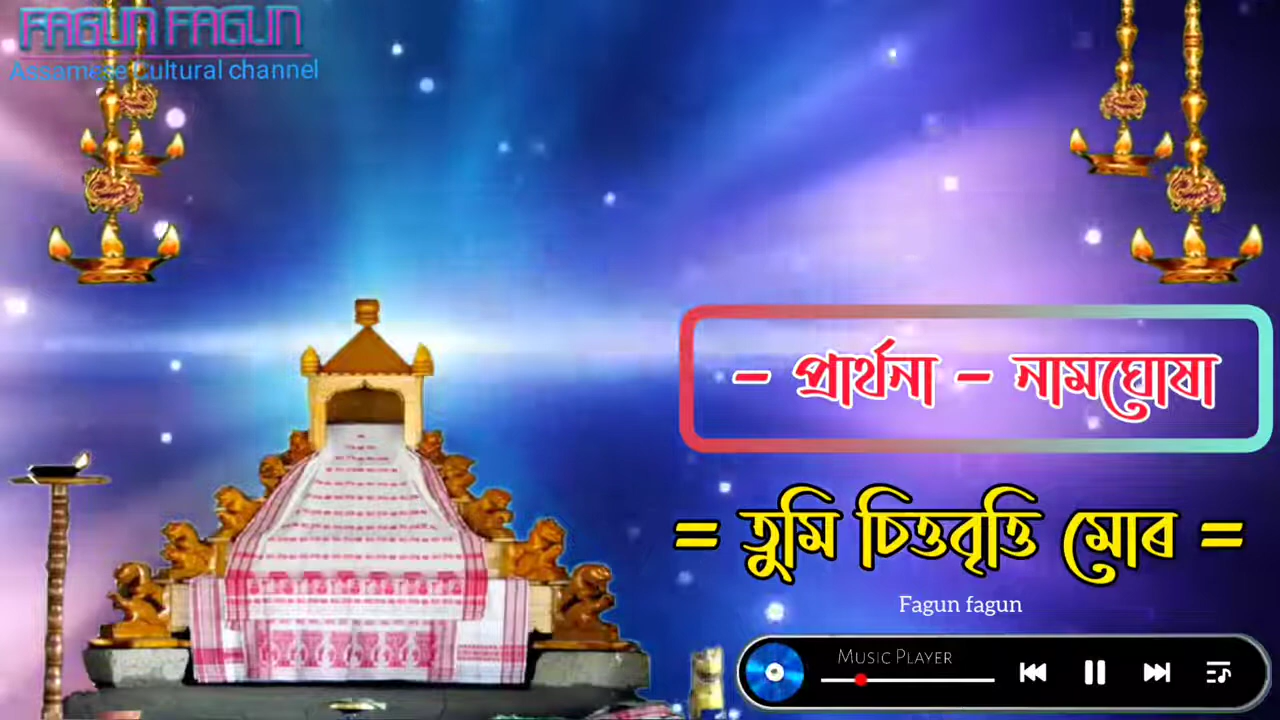 FAGUN FAGUN
Assamese Cultural channel
- প্ৰাৰ্থনা - নামঘোষা
= তুমি চিত্তবৃত্তি মোৰ =
Fagun fagun
MUSIC PLAYER